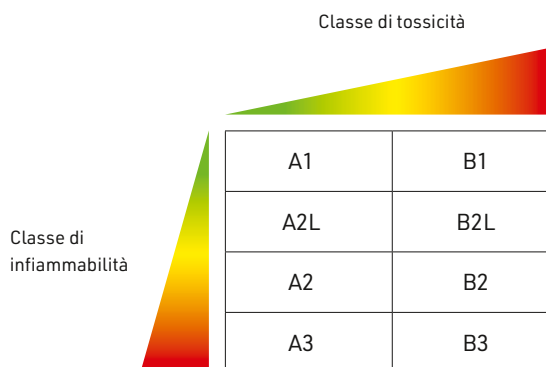 Classe di tossicità
A1 B1
A2L B2L
Classe di
infiammabilità
A2 B2
A3 B3